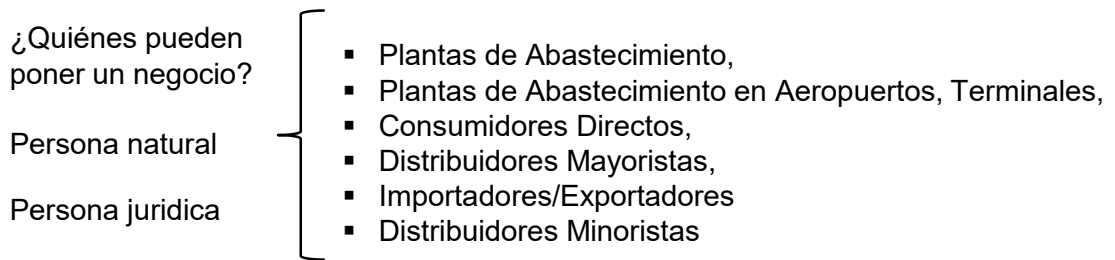 ¿Quiénes pueden
poner un negocio?
Persona natural
Persona juridica
▪ Plantas de Abastecimiento,
▪ Plantas de Abastecimiento en Aeropuertos, Terminales,
▪ Consumidores Directos,
▪ Distribuidores Mayoristas,
▪ Importadores/Exportadores
▪ Distribuidores Minoristas